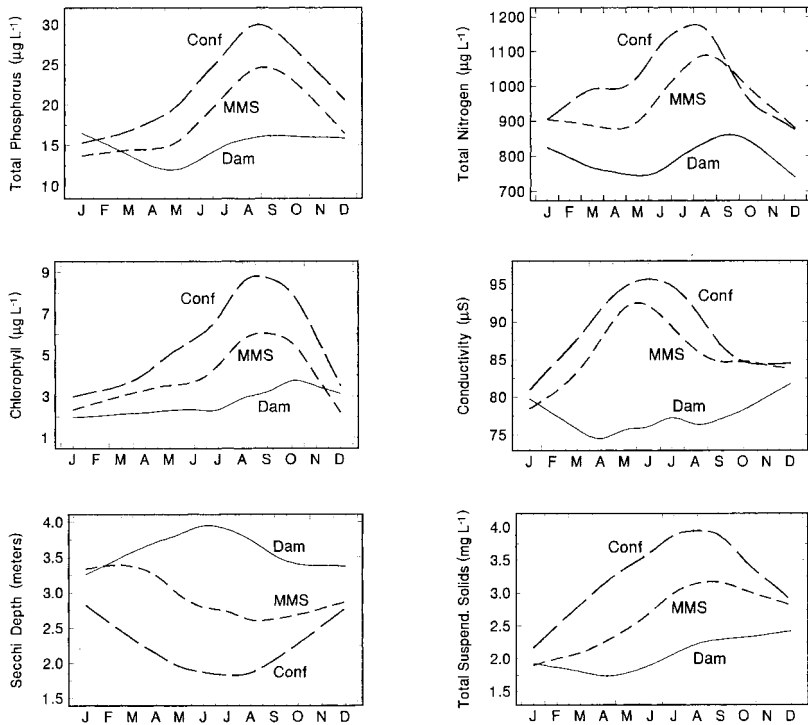 Total Phosphorus (µg L-1)
30
25
20
15
10
Conf
MMS
Dam
J F M A M J J A S O N D
Total Nitrogen (µg L-1)
1200
1100
1000
900
800
700
Conf
MMS
Dam
J F M A M J J A S O N D
Chlorophyll (µg L-1)
9
7
5
3
1
Conf
MMS
Dam
J F M A M J J A S O N D
Conductivity (µS)
95
90
85
80
75
Conf
MMS
Dam
J F M A M J J A S O N D
Secchi Depth (meters)
4.0
3.5
3.0
2.5
2.0
1.5
Dam
MMS
Conf
J F M A M J J A S O N D
Total Suspend. Solids (mg L-1)
4.0
3.5
3.0
2.5
2.0
1.5
Conf
MMS
Dam
J F M A M J J A S O N D